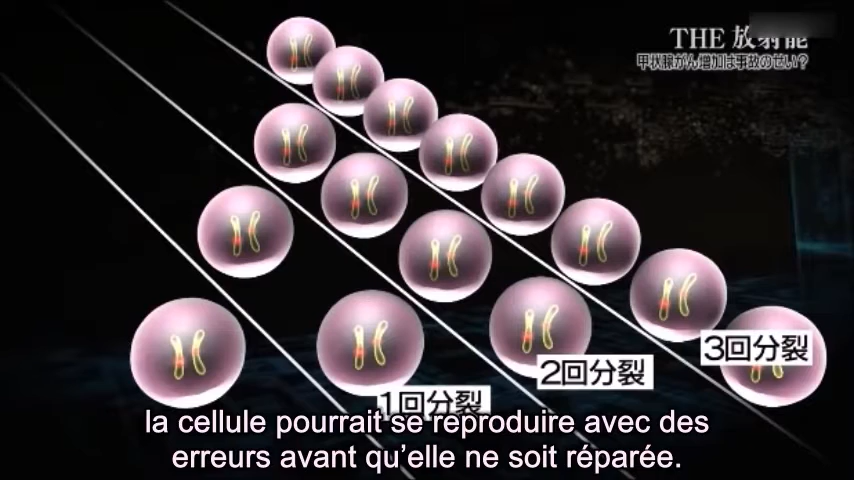 THE 放射能
甲状腺がん増加は事故のせい?
3回分裂
2回分裂
1回分裂
la cellule pourrait se reproduire avec des
erreurs avant qu'elle ne soit réparée.